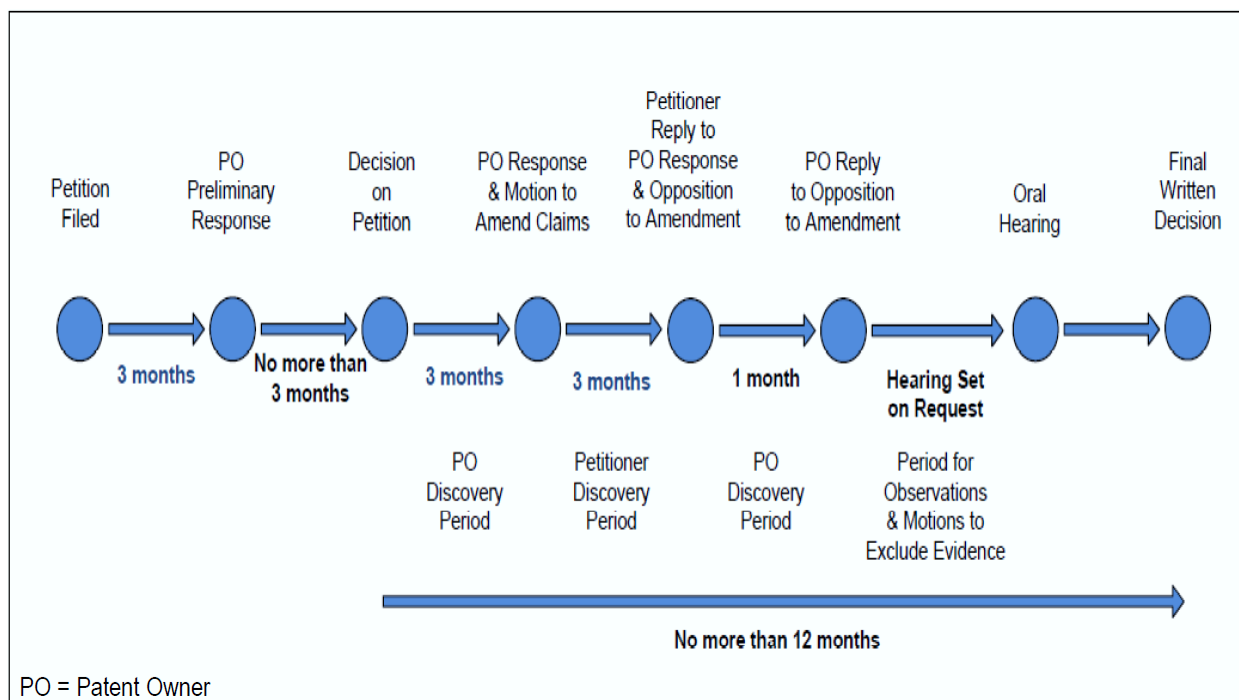 Petition
Filed
PO
Preliminary
Response
Decision
on
Petition
PO Response
& Motion to
Amend Claims
Petitioner
Reply to
PO Response
& Opposition
to Amendment
PO Reply
to Opposition
to Amendment
Oral
Hearing
Final
Written
Decision
3 months
No more than
3 months
3 months
3 months
1 month
Hearing Set
on Request
PO
Discovery
Period
Petitioner
Discovery
Period
PO
Discovery
Period
Period for
Observations
& Motions to
Exclude Evidence
No more than 12 months
PO = Patent Owner